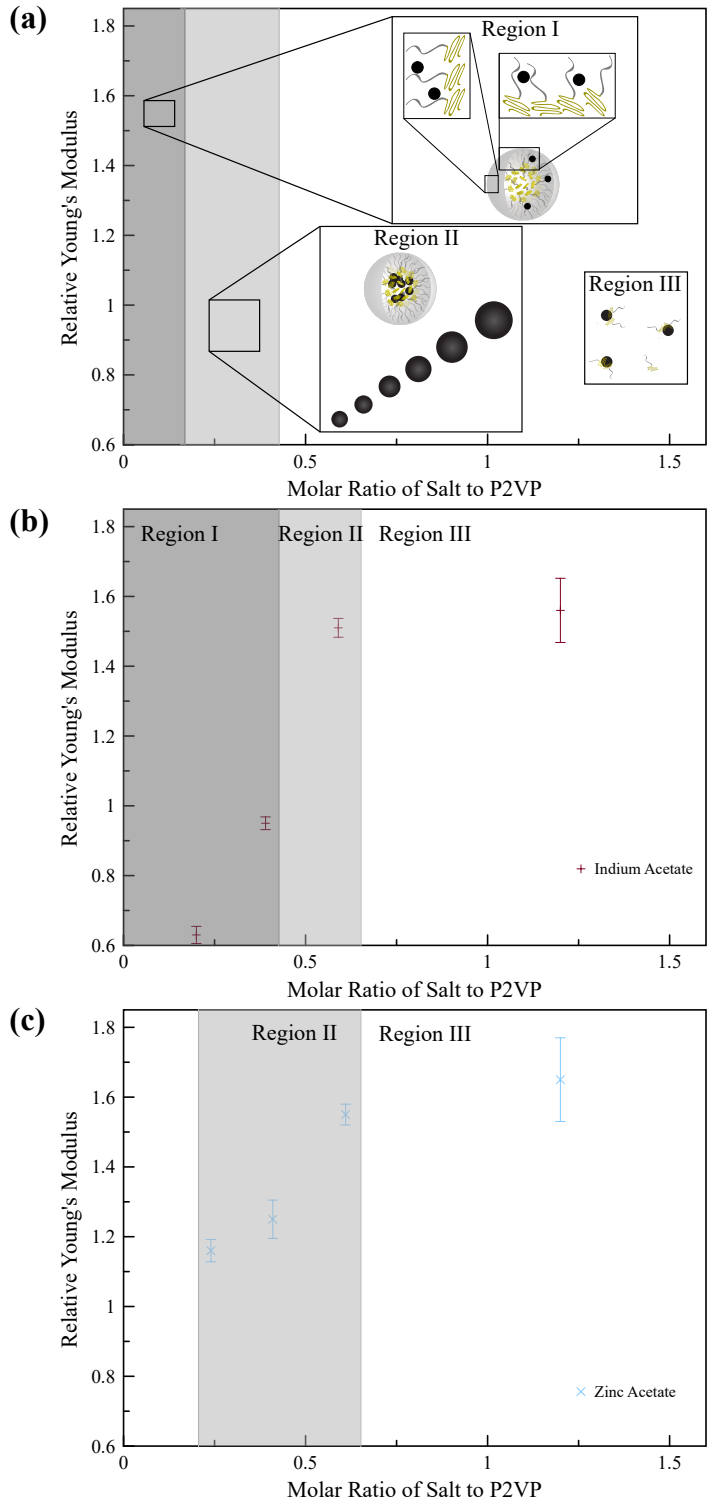 (a)
Relative Young's Modulus
1.8
1.6
1.4
1.2
1
0.8
0.6
Region I
Region II
Region III
0 0.5 1 1.5
Molar Ratio of Salt to P2VP
(b)
Relative Young's Modulus
1.8
1.6
1.4
1.2
1
0.8
0.6
Region I Region II Region III
Indium Acetate
0 0.5 1 1.5
Molar Ratio of Salt to P2VP
(c)
Relative Young's Modulus
1.8
1.6
1.4
1.2
1
0.8
0.6
Region II Region III
Zinc Acetate
0 0.5 1 1.5
Molar Ratio of Salt to P2VP